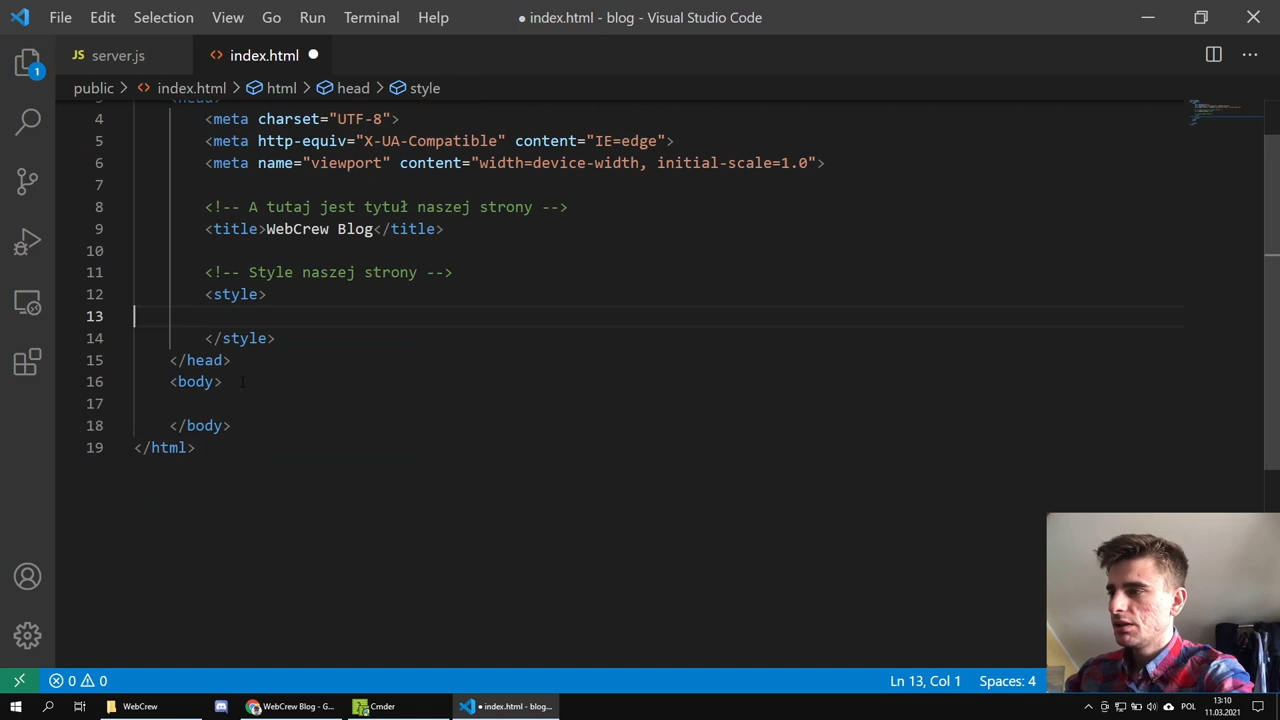 File Edit Selection View Go Run Terminal Help
● index.html - blog - Visual Studio Code
1
JS server.js
<> index.html
public > <> index.html > html > head > style
3 <head>
4 <meta charset="UTF-8">
5 <meta http-equiv="X-UA-Compatible" content="IE=edge">
6 <meta name="viewport" content="width=device-width, initial-scale=1.0">
7
8 <!-- A tutaj jest tytuł naszej strony -->
9 <title>WebCrew Blog</title>
10
11 <!-- Style naszej strony -->
12 <style>
13
14 </style>
15 </head>
16 <body>
17
18 </body>
19 </html>
0 0
Ln 13, Col 1 Spaces: 4
WebCrew
WebCrew Blog - G...
Cmder
● index.html - blog...
POL
13:10
11.03.2021